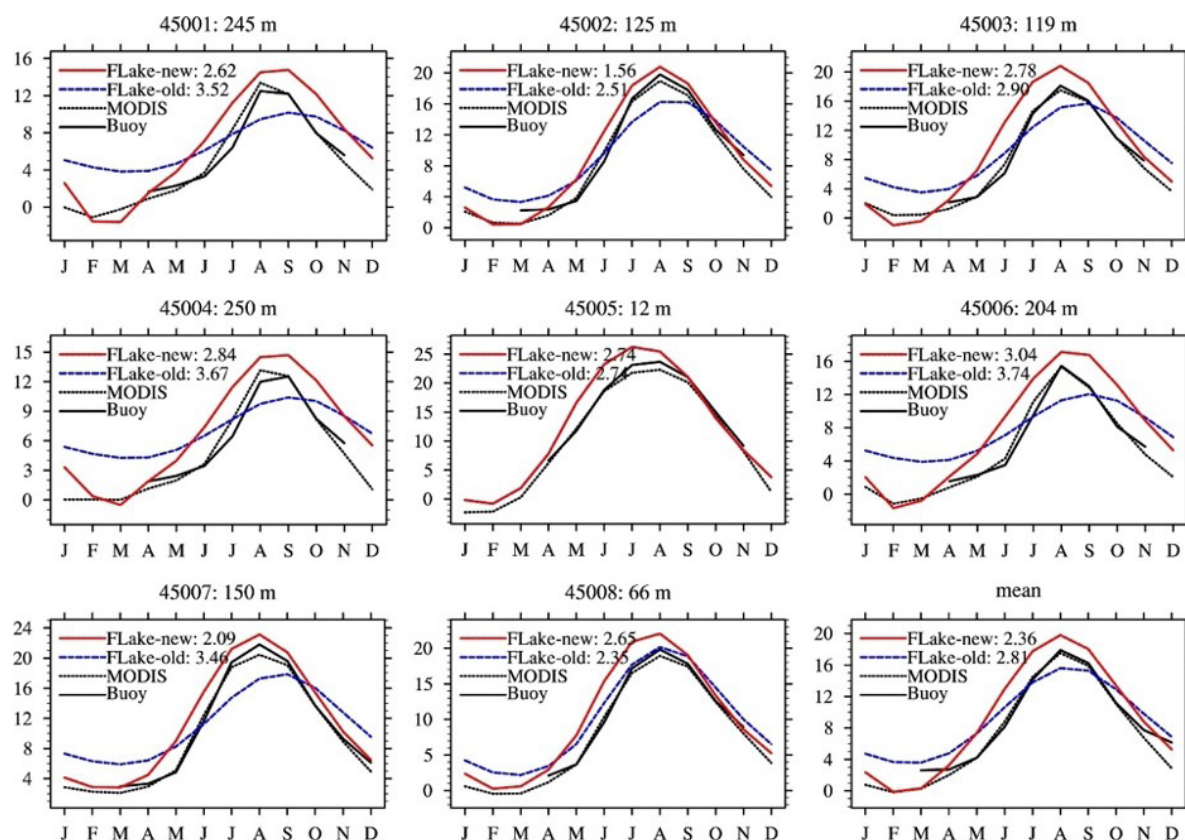 45001: 245 m
16
12
8
4
0
FLake-new: 2.62
FLake-old: 3.52
MODIS
Buoy
J F M A M J J A S O N D
45002: 125 m
20
16
12
8
4
0
FLake-new: 1.56
FLake-old: 2.51
MODIS
Buoy
J F M A M J J A S O N D
45003: 119 m
20
16
12
8
4
0
FLake-new: 2.78
FLake-old: 2.90
MODIS
Buoy
J F M A M J J A S O N D
45004: 250 m
15
12
9
6
3
0
FLake-new: 2.84
FLake-old: 3.67
MODIS
Buoy
J F M A M J J A S O N D
45005: 12 m
25
20
15
10
5
0
FLake-new: 2.74
FLake-old: 2.74
MODIS
Buoy
J F M A M J J A S O N D
45006: 204 m
16
12
8
4
0
FLake-new: 3.04
FLake-old: 3.74
MODIS
Buoy
J F M A M J J A S O N D
45007: 150 m
24
20
16
12
8
4
FLake-new: 2.09
FLake-old: 3.46
MODIS
Buoy
J F M A M J J A S O N D
45008: 66 m
20
15
10
5
0
FLake-new: 2.65
FLake-old: 2.35
MODIS
Buoy
J F M A M J J A S O N D
mean
20
16
12
8
4
0
FLake-new: 2.36
FLake-old: 2.81
MODIS
Buoy
J F M A M J J A S O N D